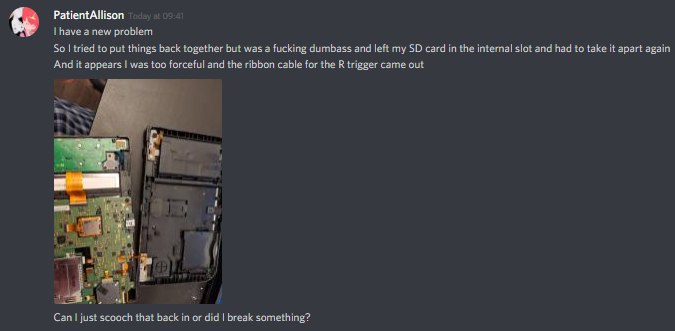 PatientAllison Today at 09:41
I have a new problem
So I tried to put things back together but was a fucking dumbass and left my SD card in the internal slot and had to take it apart again
And it appears I was too forceful and the ribbon cable for the R trigger came out
Can I just scooch that back in or did I break something?